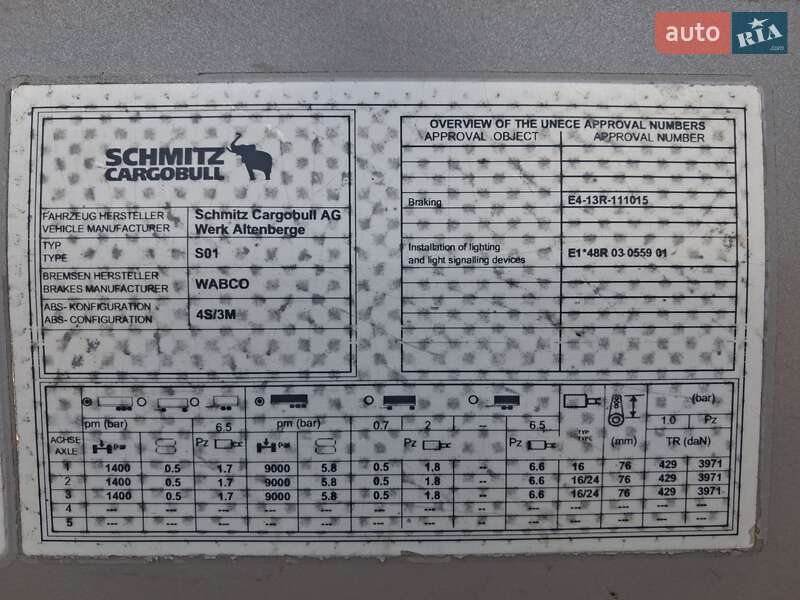 auto RIA .com
SCHMITZ
CARGOBULL
FAHRZEUG HERSTELLER
VEHICLE MANUFACTURER
Schmitz Cargobull AG
Werk Altenberge
TYP
TYPE
S01
BREMSEN HERSTELLER
BRAKES MANUFACTURER
WABCO
ABS- KONFIGURATION
ABS- CONFIGURATION
4S/3M
OVERVIEW OF THE UNECE APPROVAL NUMBERS
APPROVAL OBJECT APPROVAL NUMBER
Braking E4-13R-111015
Installation of lighting
and light signalling devices
E1*48R 03 0559 01
(bar)
pm (bar) 6.5 pm (bar) 0.7 2 -- 6.5 1.0 Pz
ACHSE
AXLE
Pz Pz Pz TYP
TYPE
(mm) TR (daN)
1 1400 0.5 1.7 9000 5.8 0.5 1.8 -- 6.6 16 76 429 3971
2 1400 0.5 1.7 9000 5.8 0.5 1.8 -- 6.6 16/24 76 429 3971
3 1400 0.5 1.7 9000 5.8 0.5 1.8 -- 6.6 16/24 76 429 3971
4 --- --- --- --- --- --- --- --- --- --- --- --- ---
5 --- --- --- --- --- --- --- --- --- --- --- --- ---